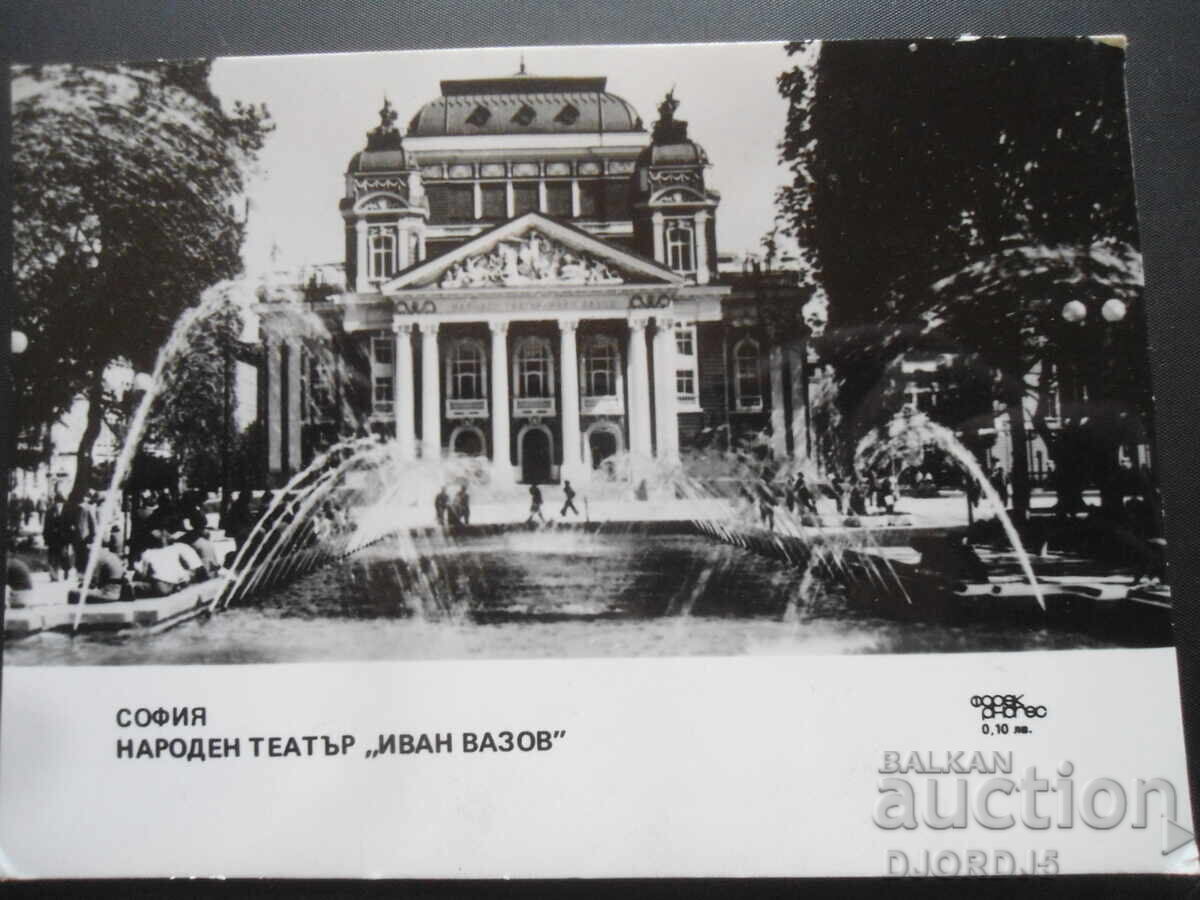 СОФИЯ
НАРОДЕН ТЕАТЪР „ИВАН ВАЗОВ”
0,10 лв.
BALKAN
auction
DJORDJ5